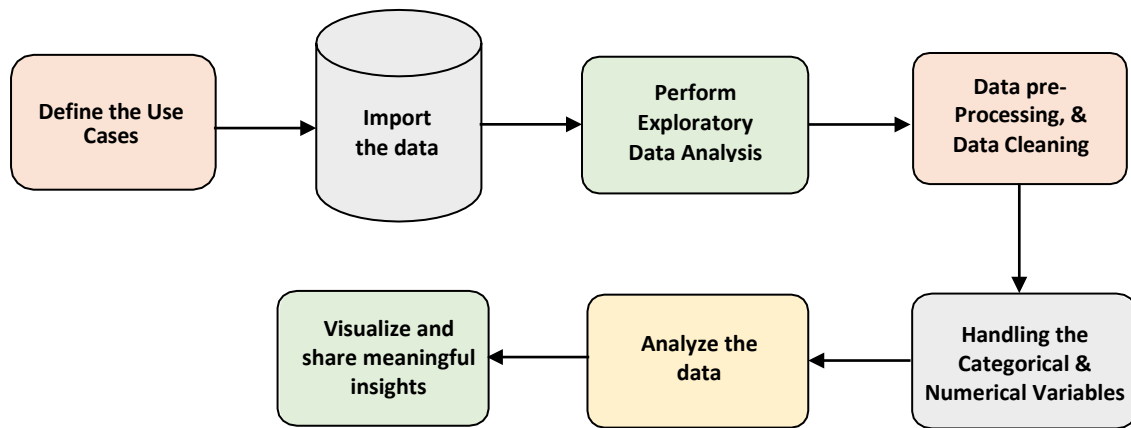 Define the Use
Cases
Import
the data
Perform
Exploratory
Data Analysis
Data pre-
Processing, &
Data Cleaning
Handling the
Categorical &
Numerical Variables
Analyze the
data
Visualize and
share meaningful
insights